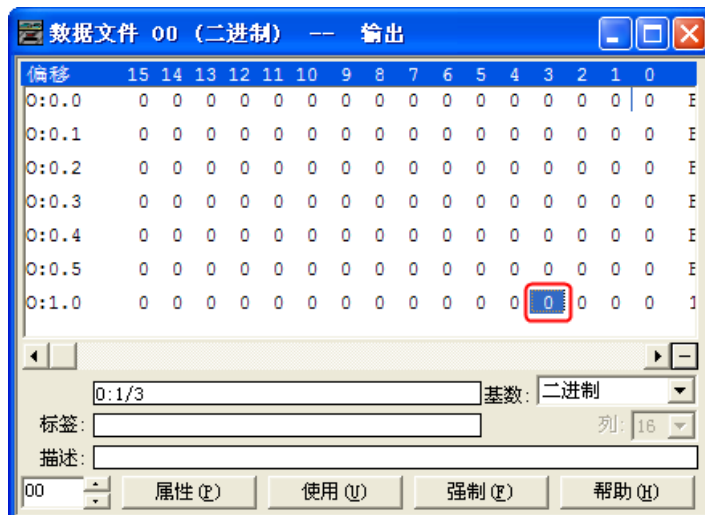 数据文件 O0 (二进制) -- 输出
偏移 15 14 13 12 11 10 9 8 7 6 5 4 3 2 1 0
O:0.0 0 0 0 0 0 0 0 0 0 0 0 0 0 0 0 0
O:0.1 0 0 0 0 0 0 0 0 0 0 0 0 0 0 0 0
O:0.2 0 0 0 0 0 0 0 0 0 0 0 0 0 0 0 0
O:0.3 0 0 0 0 0 0 0 0 0 0 0 0 0 0 0 0
O:0.4 0 0 0 0 0 0 0 0 0 0 0 0 0 0 0 0
O:0.5 0 0 0 0 0 0 0 0 0 0 0 0 0 0 0 0
O:1.0 0 0 0 0 0 0 0 0 0 0 0 0 0 0 0 0 1
O:1/3 基数: 二进制
标签: 列: 16
描述:
O0 属性(P) 使用(U) 强制(F) 帮助(H)